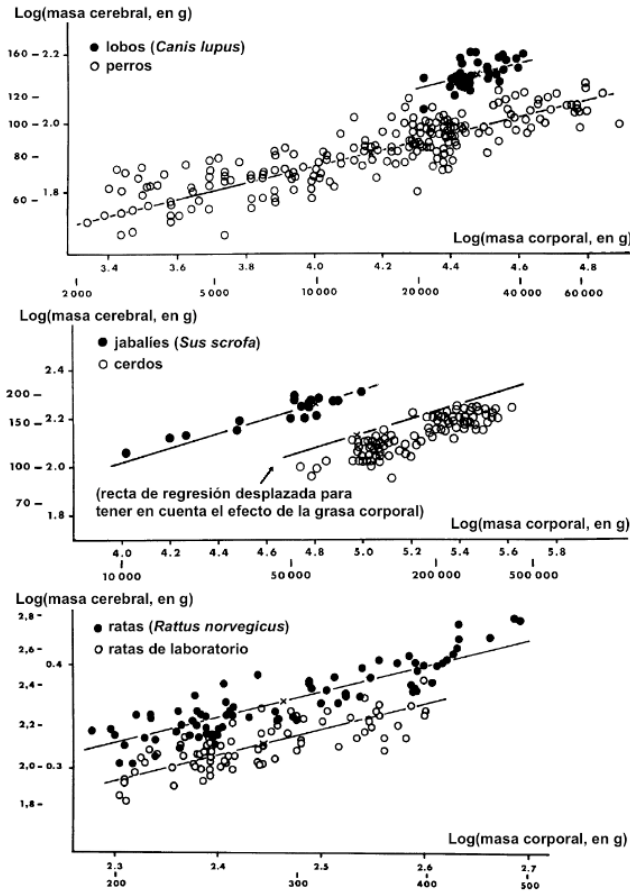 Log(masa cerebral, en g)
● lobos (Canis lupus)
○ perros
160 – 2.2
120 –
100 – 2.0
80 –
60 – 1.8
Log(masa corporal, en g)
3.4 3.6 3.8 4.0 4.2 4.4 4.6 4.8
2000 5000 10 000 20 000 40 000 60 000
Log(masa cerebral, en g)
● jabalíes (Sus scrofa)
○ cerdos
2.4
200 –
2.2
150 –
100 – 2.0
70 –
1.8
(recta de regresión desplazada para
tener en cuenta el efecto de la grasa corporal)
Log(masa corporal, en g)
4.0 4.2 4.4 4.6 4.8 5.0 5.2 5.4 5.6 5.8
10 000 50 000 200 000 500 000
Log(masa cerebral, en g)
2,8 –
● ratas (Rattus norvegicus)
2,6 –
○ ratas de laboratorio
0.4
2,4 –
2,2 –
2,0 – 0.3
1,8 –
Log(masa corporal, en g)
2.3 2.4 2.5 2.6 2.7
200 300 400 500